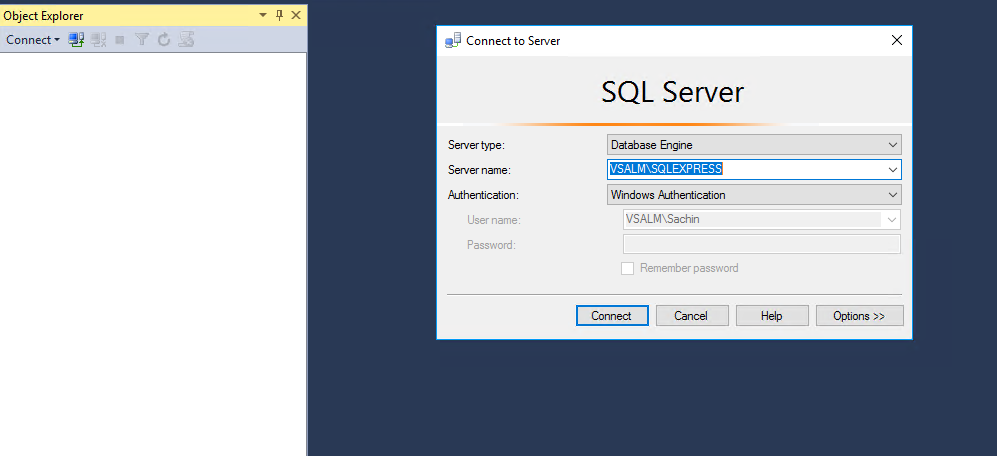 Object Explorer
Connect
Connect to Server
SQL Server
Server type: Database Engine
Server name: VSALM\SQLEXPRESS
Authentication: Windows Authentication
User name: VSALM\Sachin
Password:
Remember password
Connect Cancel Help Options >>